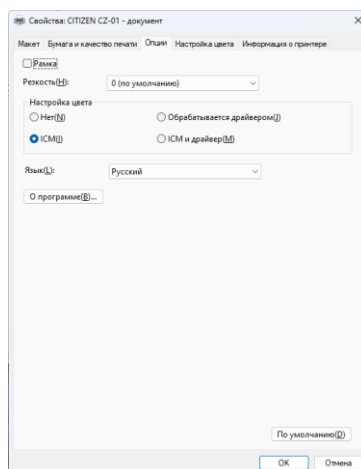 Свойства: CITIZEN CZ-01 - документ
Макет Бумага и качество печати Опции Настройка цвета Информация о принтере
Рамка
Резкость(H): 0 (по умолчанию)
Настройка цвета
Нет(N) Обрабатывается драйвером(J)
ICM(I) ICM и драйвер(M)
Язык(L): Русский
О программе(B)...
По умолчанию(D)
OK Отмена